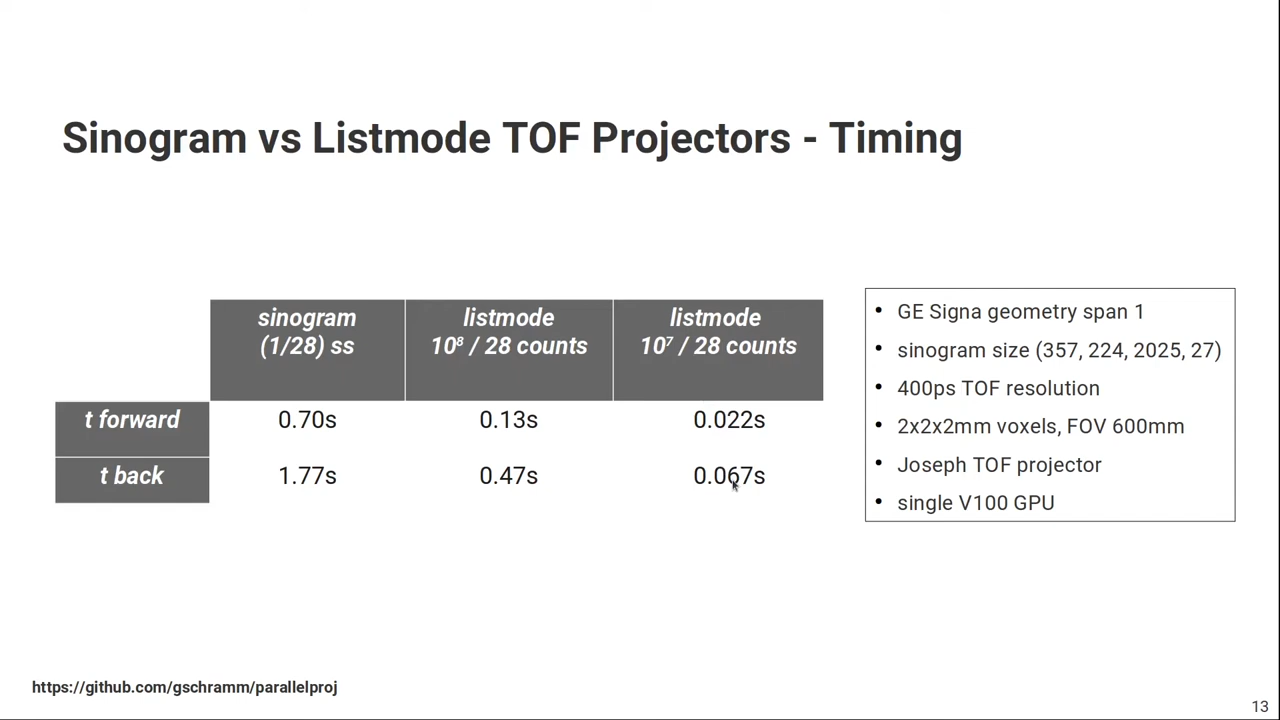 Sinogram vs Listmode TOF Projectors - Timing
sinogram
(1/28) ss
listmode
10⁸ / 28 counts
listmode
10⁷ / 28 counts
t forward 0.70s 0.13s 0.022s
t back 1.77s 0.47s 0.067s
• GE Signa geometry span 1
• sinogram size (357, 224, 2025, 27)
• 400ps TOF resolution
• 2x2x2mm voxels, FOV 600mm
• Joseph TOF projector
• single V100 GPU
https://github.com/gschramm/parallelproj
13